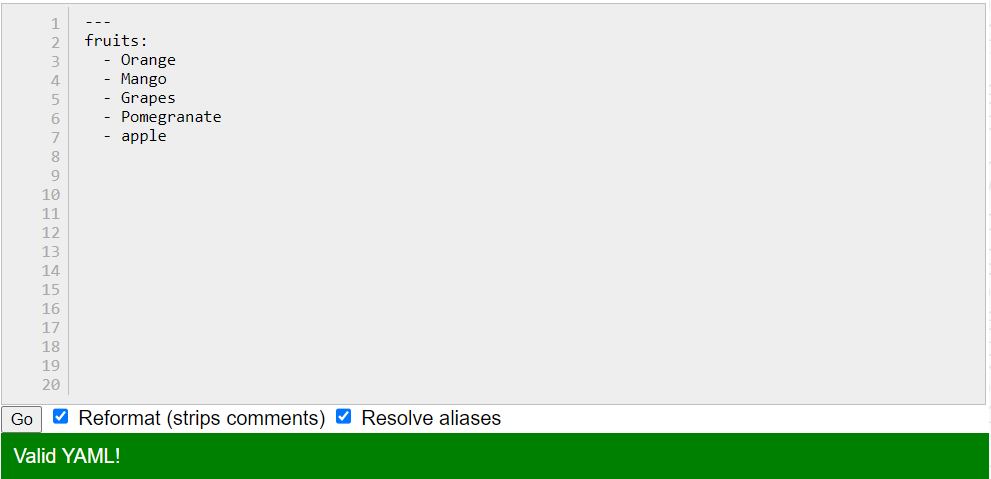 1 ---
2 fruits:
3   - Orange
4   - Mango
5   - Grapes
6   - Pomegranate
7   - apple
8
9
10
11
12
13
14
15
16
17
18
19
20
Go Reformat (strips comments) Resolve aliases
Valid YAML!